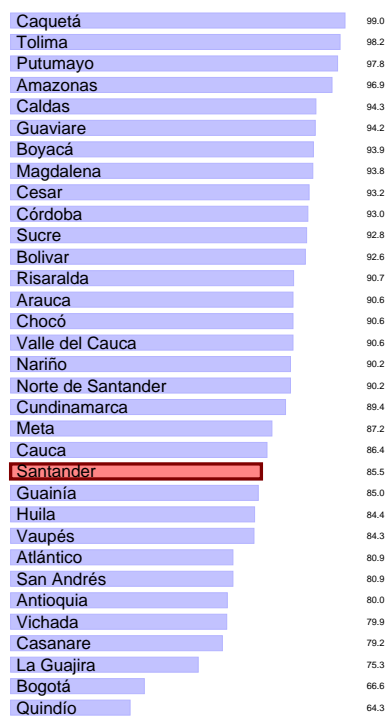 Caquetá 99.0
Tolima 98.2
Putumayo 97.8
Amazonas 96.9
Caldas 94.3
Guaviare 94.2
Boyacá 93.9
Magdalena 93.8
Cesar 93.2
Córdoba 93.0
Sucre 92.8
Bolivar 92.6
Risaralda 90.7
Arauca 90.6
Chocó 90.6
Valle del Cauca 90.6
Nariño 90.2
Norte de Santander 90.2
Cundinamarca 89.4
Meta 87.2
Cauca 86.4
Santander 85.5
Guainía 85.0
Huila 84.4
Vaupés 84.3
Atlántico 80.9
San Andrés 80.9
Antioquia 80.0
Vichada 79.9
Casanare 79.2
La Guajira 75.3
Bogotá 66.6
Quindío 64.3